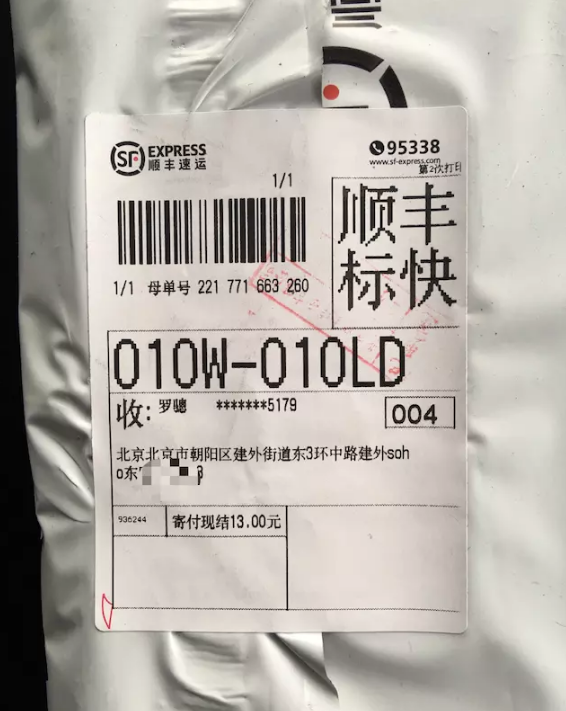 SF EXPRESS
顺丰速运
95338
www.sf-express.com
第2次打印
1/1
顺丰
标快
1/1 母单号 221 771 663 260
010W-010LD
收: 罗骢 *******5179
004
北京北京市朝阳区建外街道东3环中路建外soh
o东
936244
寄付现结13.00元